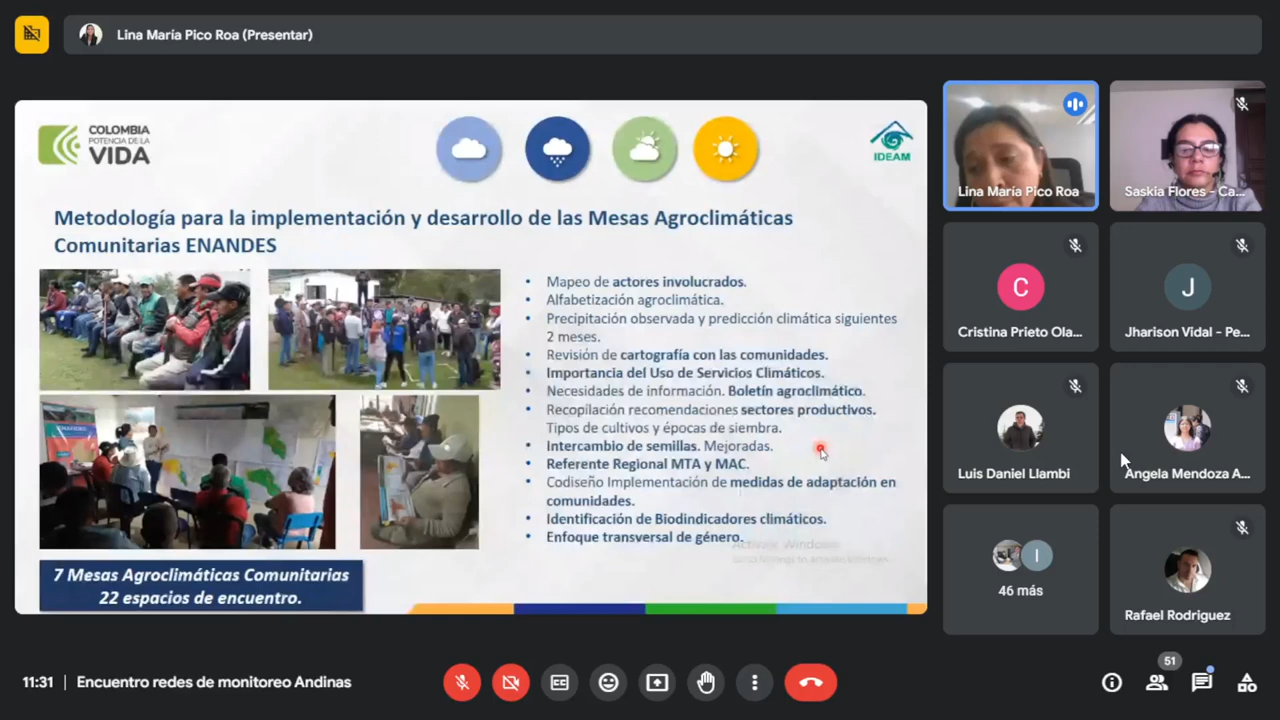 Lina María Pico Roa (Presentar)
COLOMBIA
POTENCIA DE LA
VIDA
IDEAM
Metodología para la implementación y desarrollo de las Mesas Agroclimáticas
Comunitarias ENANDES
• Mapeo de actores involucrados.
• Alfabetización agroclimática.
• Precipitación observada y predicción climática siguientes
2 meses.
• Revisión de cartografía con las comunidades.
• Importancia del Uso de Servicios Climáticos.
• Necesidades de información. Boletín agroclimático.
• Recopilación recomendaciones sectores productivos.
Tipos de cultivos y épocas de siembra.
• Intercambio de semillas. Mejoradas.
• Referente Regional MTA y MAC.
• Codiseño Implementación de medidas de adaptación en
comunidades.
• Identificación de Biodindicadores climáticos.
• Enfoque transversal de género.
Activar Windows
7 Mesas Agroclimáticas Comunitarias
22 espacios de encuentro.
Lina María Pico Roa
Saskia Flores - Ca...
C
Cristina Prieto Ola...
J
Jharison Vidal - Pe...
Luis Daniel Llambi
Angela Mendoza A...
I
46 más
Rafael Rodriguez
11:31 | Encuentro redes de monitoreo Andinas
51